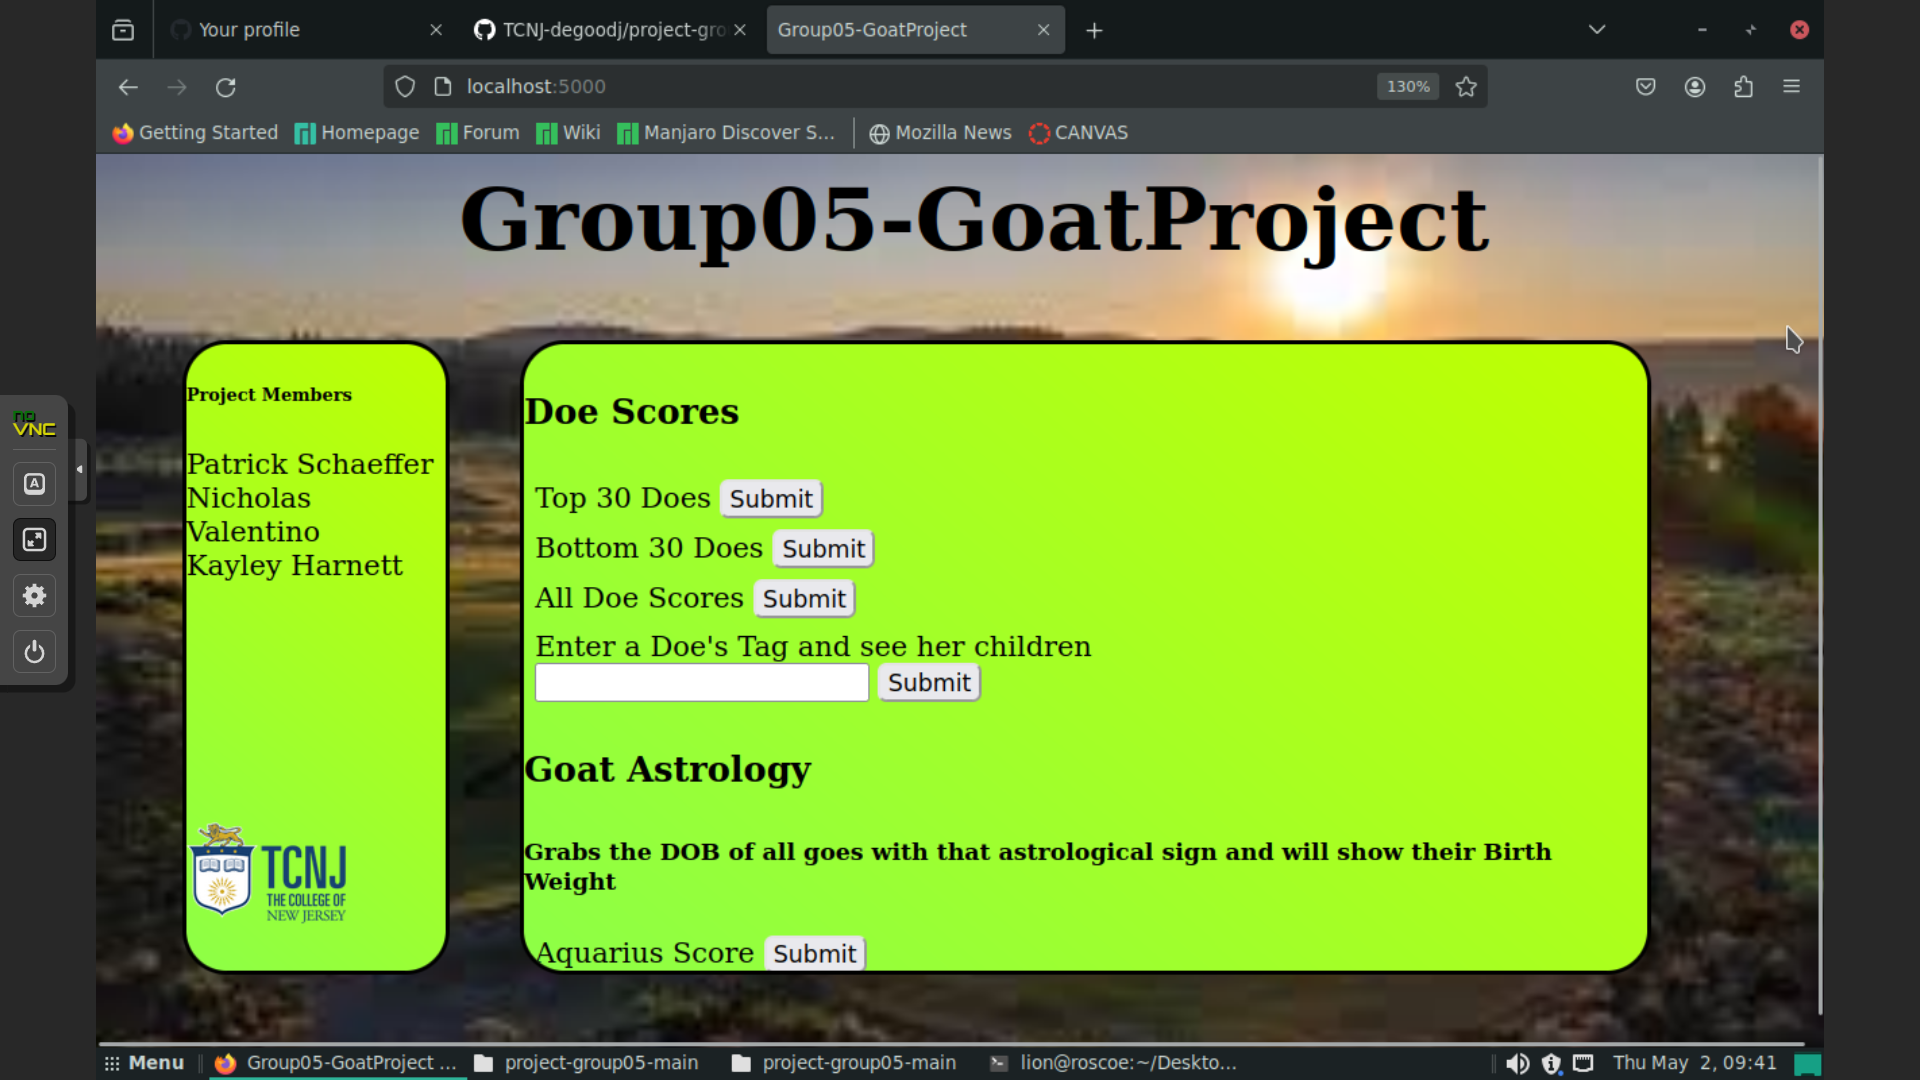 Your profile
TCNJ-degoodj/project-gro
Group05-GoatProject
localhost:5000
130%
Getting Started
Homepage
Forum
Wiki
Manjaro Discover S...
Mozilla News
CANVAS
Group05-GoatProject
no
VNC
A
Project Members
Patrick Schaeffer
Nicholas
Valentino
Kayley Harnett
TCNJ
THE COLLEGE OF
NEW JERSEY
Doe Scores
Top 30 Does Submit
Bottom 30 Does Submit
All Doe Scores Submit
Enter a Doe's Tag and see her children
Submit
Goat Astrology
Grabs the DOB of all goes with that astrological sign and will show their Birth
Weight
Aquarius Score Submit
Menu
Group05-GoatProject ...
project-group05-main
project-group05-main
lion@roscoe:~/Deskto...
Thu May 2, 09:41